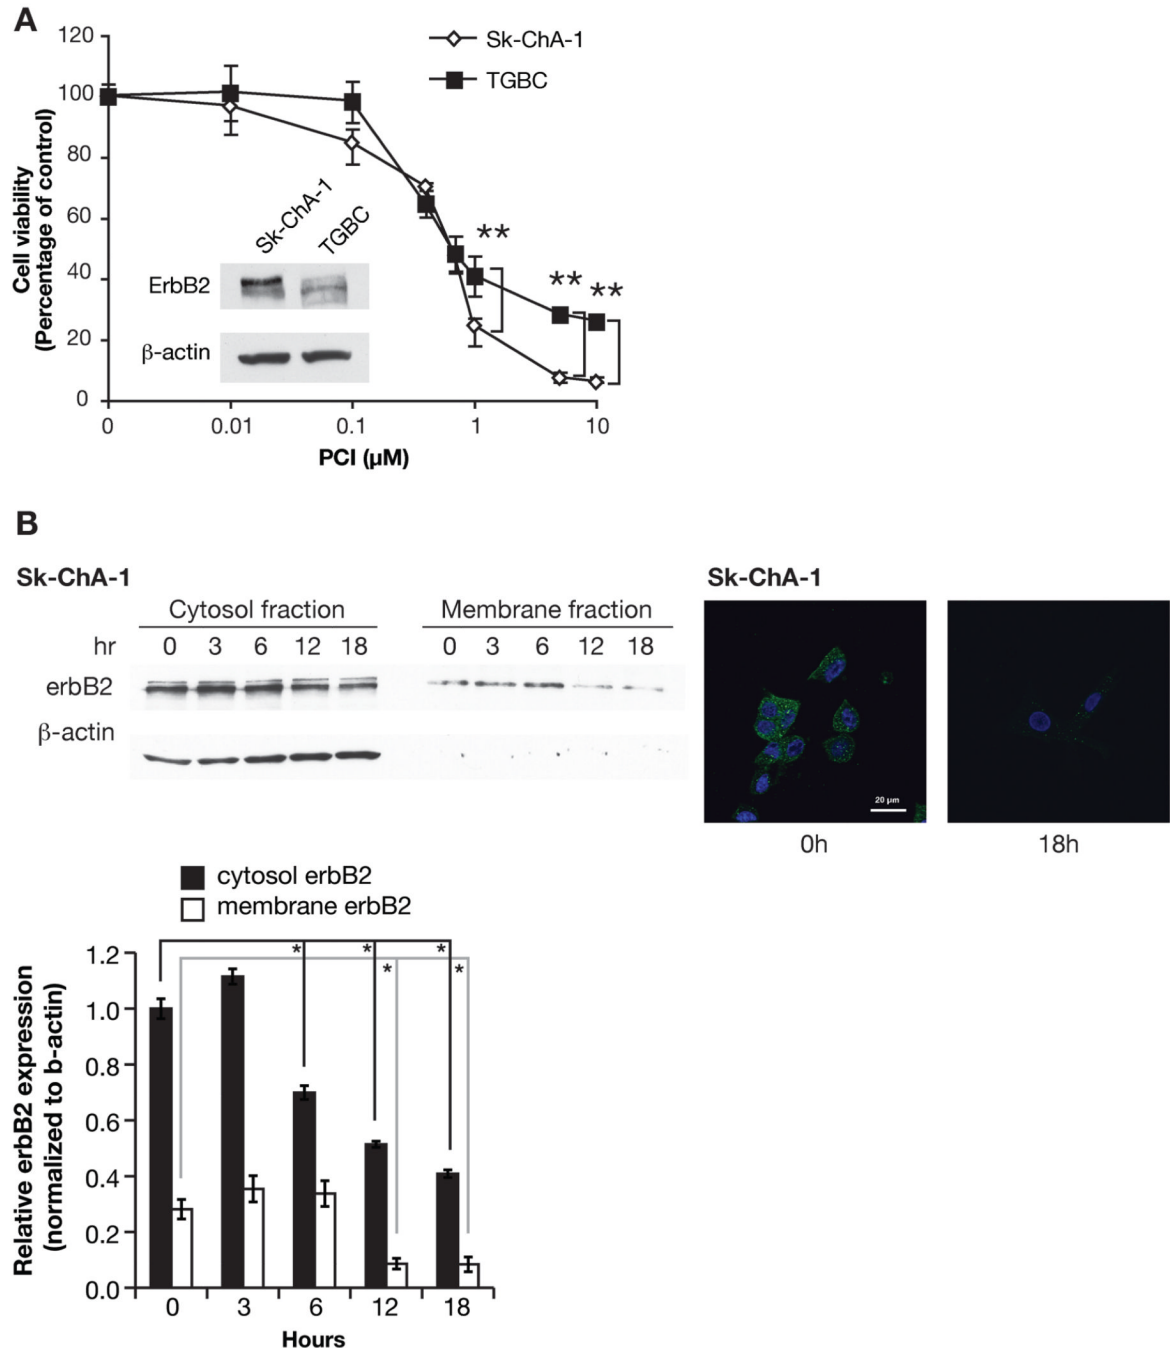 A
Sk-ChA-1
TGBC
Cell viability
(Percentage of control)
120
100
80
60
40
20
0
**
**
**
Sk-ChA-1
TGBC
ErbB2
β-actin
0
0.01
0.1
1
10
PCI (μM)
B
Sk-ChA-1
Cytosol fraction
Membrane fraction
hr
0 3 6 12 18
0 3 6 12 18
erbB2
β-actin
Sk-ChA-1
20 μm
0h
18h
cytosol erbB2
membrane erbB2
Relative erbB2 expression
(normalized to b-actin)
1.2
1.0
0.8
0.6
0.4
0.2
0.0
* * *
* *
0 3 6 12 18
Hours